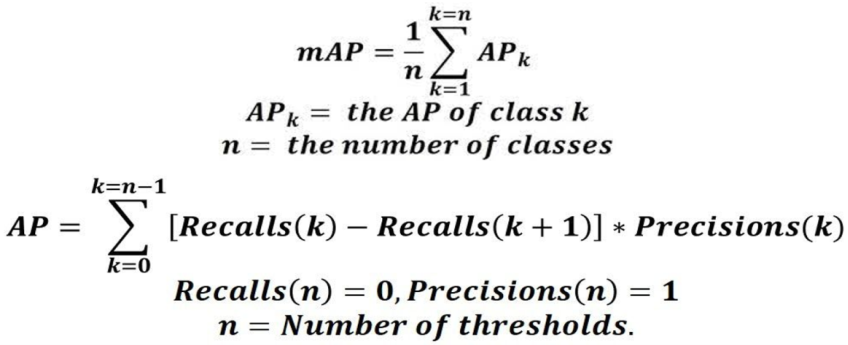 k=n
mAP = 1/n ∑ AP_k
k=1
AP_k = the AP of class k
n = the number of classes
k=n−1
AP = ∑ [Recalls(k) − Recalls(k + 1)] * Precisions(k)
k=0
Recalls(n) = 0, Precisions(n) = 1
n = Number of thresholds.